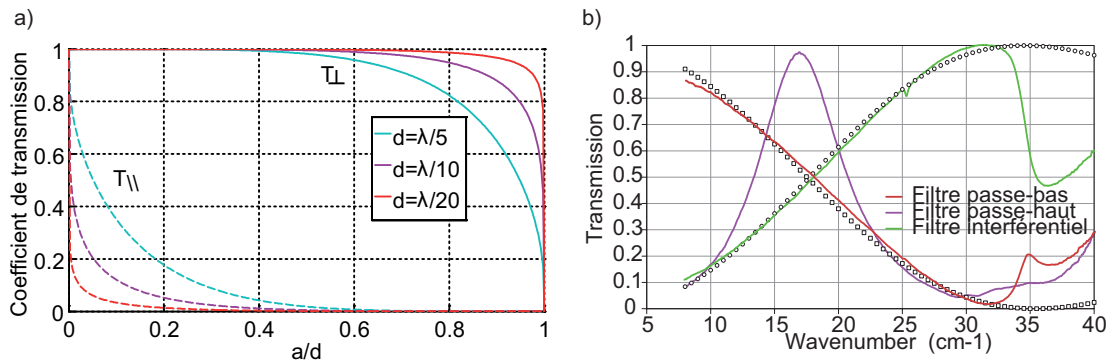 a)
Coefficient de transmission
1
0.8
0.6
0.4
0.2
0
T⊥
T\\
d=λ/5
d=λ/10
d=λ/20
0 0.2 0.4 0.6 0.8 1
a/d
b)
Transmission
1
0.9
0.8
0.7
0.6
0.5
0.4
0.3
0.2
0.1
0
Filtre passe-bas
Filtre passe-haut
Filtre interférentiel
5 10 15 20 25 30 35 40
Wavenumber (cm-1)